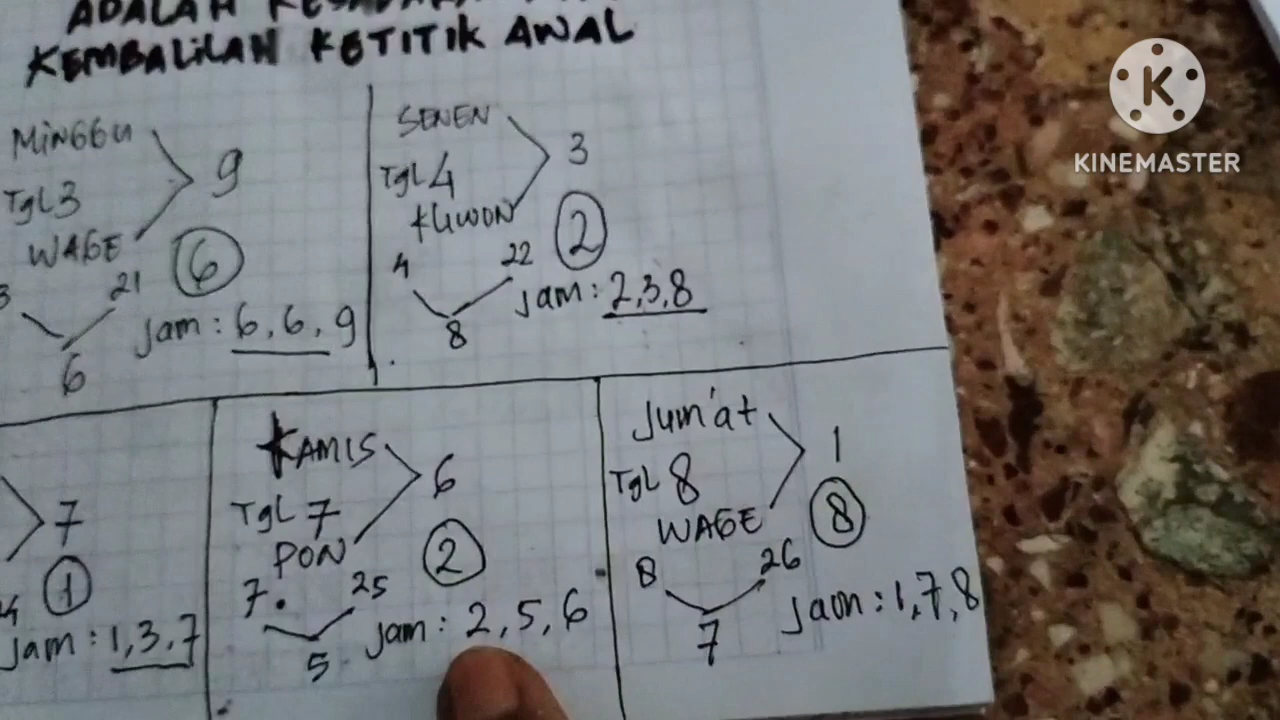 ADALAH
KEMBALILAH KETITIK AWAL
MINGGU
Tgl 3
WAGE
9
6
21
6
jam : 6, 6, 9
SENEN
Tgl 4
KLIWON
3
2
4
22
8
jam : 2,3,8
7
1
jam : 1,3,7
KAMIS
Tgl 7
PON
6
2
7
25
5
jam : 2, 5, 6
Jum'at
Tgl 8
WAGE
1
8
8
26
7
jam : 1, 7, 8
K
KINEMASTER